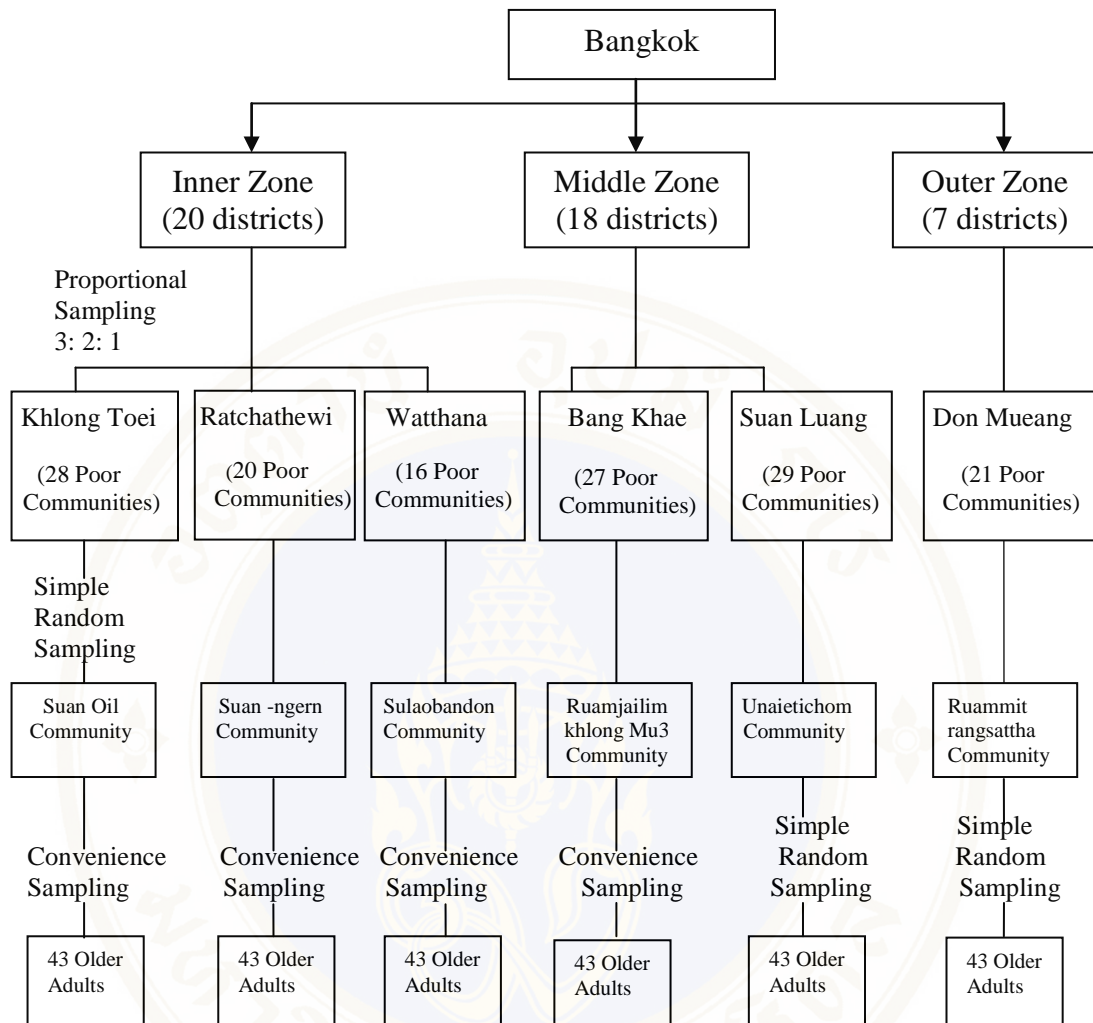 Bangkok
Inner Zone
(20 districts)
Middle Zone
(18 districts)
Outer Zone
(7 districts)
Proportional
Sampling
3: 2: 1
Khlong Toei
(28 Poor
Communities)
Ratchathewi
(20 Poor
Communities)
Watthana
(16 Poor
Communities)
Bang Khae
(27 Poor
Communities)
Suan Luang
(29 Poor
Communities)
Don Mueang
(21 Poor
Communities)
Simple
Random
Sampling
Suan Oil
Community
Suan -ngern
Community
Sulaobandon
Community
Ruamjailim
khlong Mu3
Community
Unaietichom
Community
Ruammit
rangsattha
Community
Convenience
Sampling
Convenience
Sampling
Convenience
Sampling
Convenience
Sampling
Simple
Random
Sampling
Simple
Random
Sampling
43 Older
Adults
43 Older
Adults
43 Older
Adults
43 Older
Adults
43 Older
Adults
43 Older
Adults